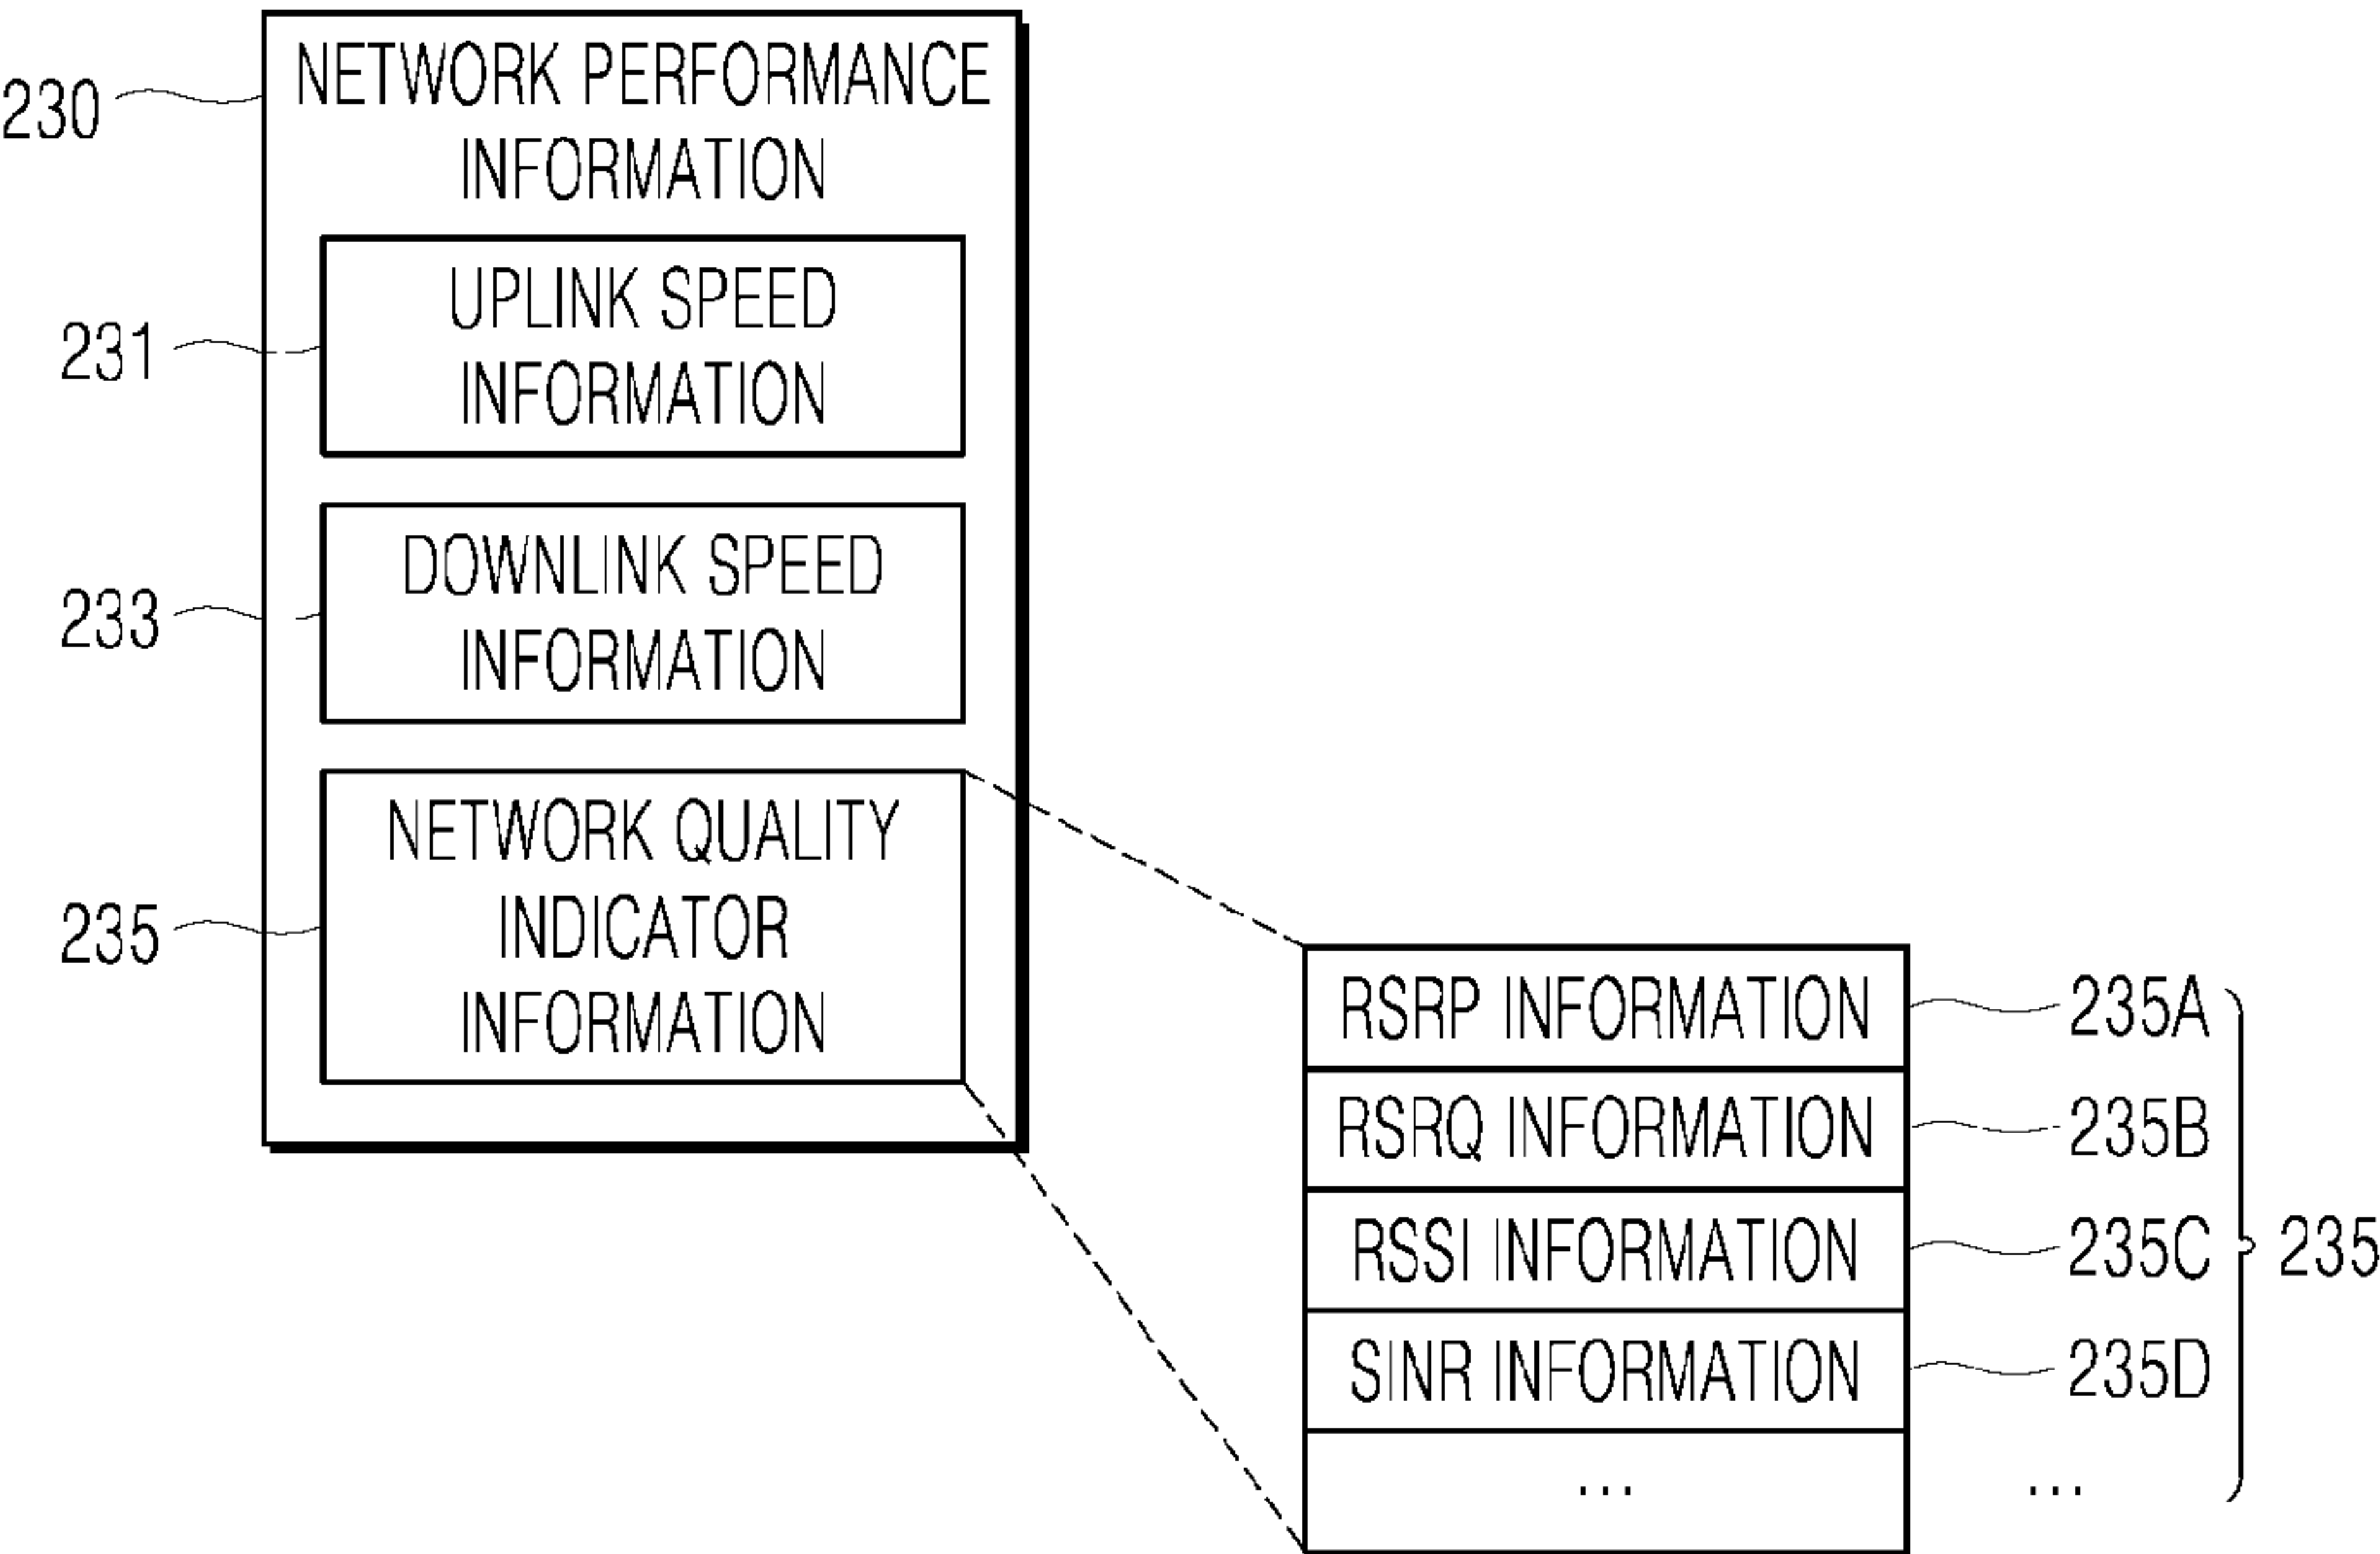 230
NETWORK PERFORMANCE
INFORMATION
231
UPLINK SPEED
INFORMATION
233
DOWNLINK SPEED
INFORMATION
235
NETWORK QUALITY
INDICATOR
INFORMATION
RSRP INFORMATION
235A
RSRQ INFORMATION
235B
RSSI INFORMATION
235C
235
SINR INFORMATION
235D
...
...